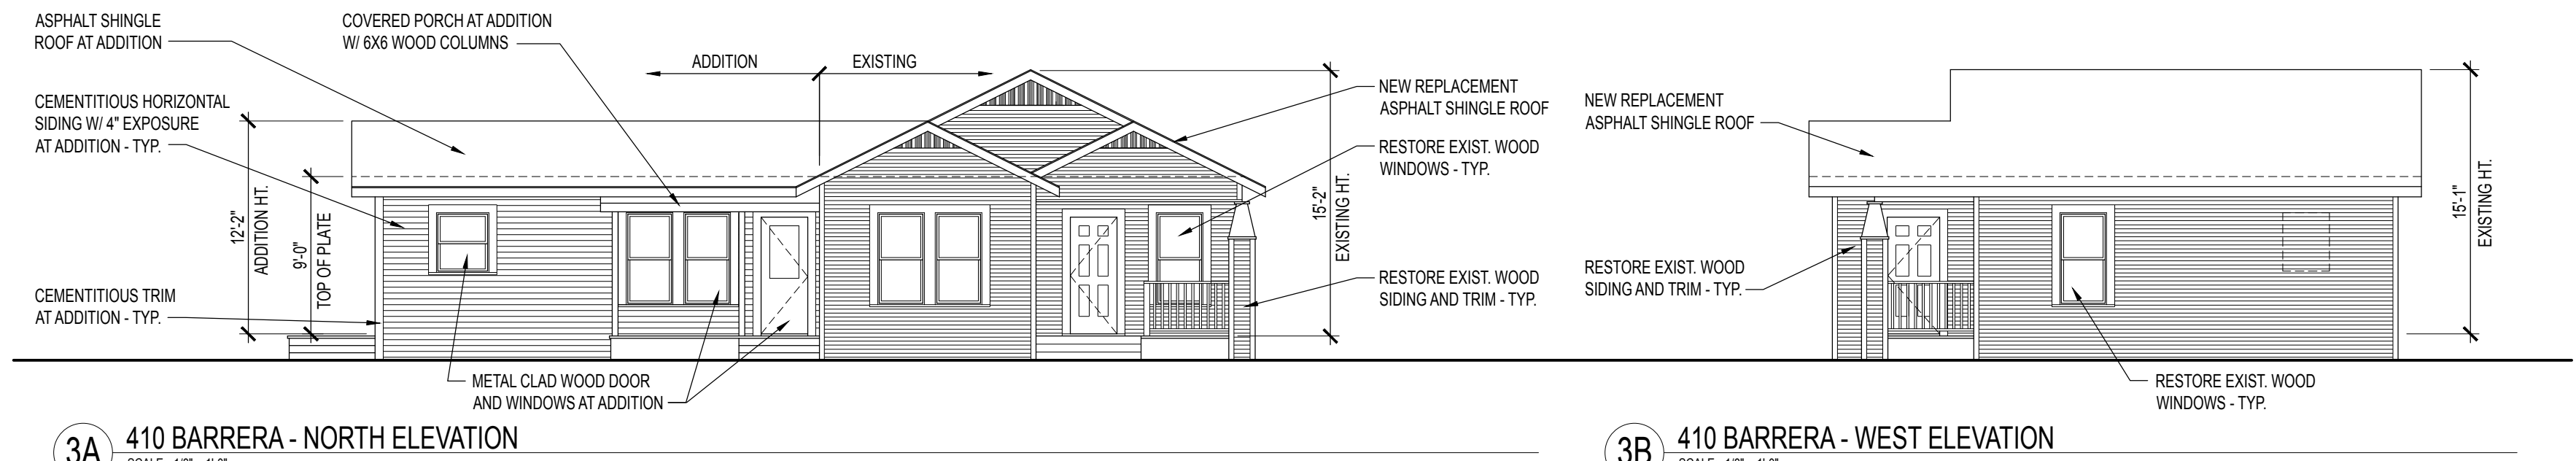 ASPHALT SHINGLE
ROOF AT ADDITION
COVERED PORCH AT ADDITION
W/ 6X6 WOOD COLUMNS
ADDITION
EXISTING
CEMENTITIOUS HORIZONTAL
SIDING W/ 4" EXPOSURE
AT ADDITION - TYP.
CEMENTITIOUS TRIM
AT ADDITION - TYP.
12'-2"
ADDITION HT.
9'-0"
TOP OF PLATE
METAL CLAD WOOD DOOR
AND WINDOWS AT ADDITION
15'-2"
EXISTING HT.
NEW REPLACEMENT
ASPHALT SHINGLE ROOF
RESTORE EXIST. WOOD
WINDOWS - TYP.
RESTORE EXIST. WOOD
SIDING AND TRIM - TYP.
3A
410 BARRERA - NORTH ELEVATION
NEW REPLACEMENT
ASPHALT SHINGLE ROOF
RESTORE EXIST. WOOD
SIDING AND TRIM - TYP.
15'-1"
EXISTING HT.
RESTORE EXIST. WOOD
WINDOWS - TYP.
3B
410 BARRERA - WEST ELEVATION